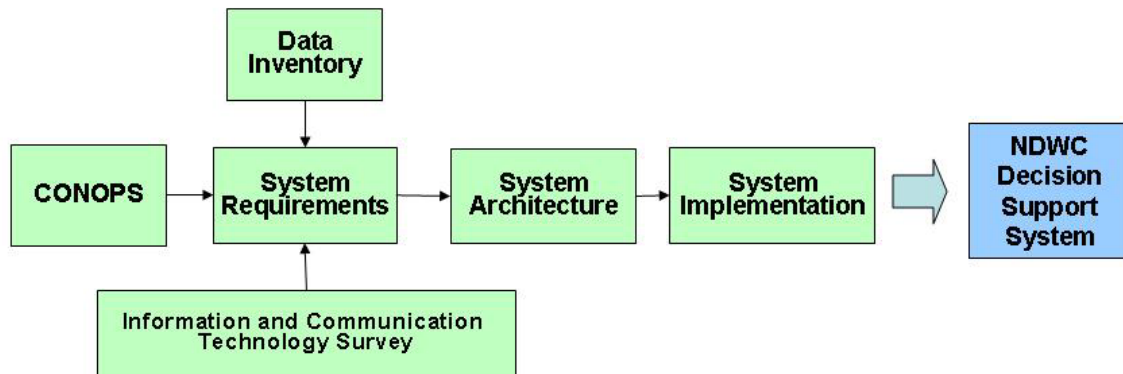 Data
Inventory
CONOPS
System
Requirements
System
Architecture
System
Implementation
NDWC
Decision
Support
System
Information and Communication
Technology Survey